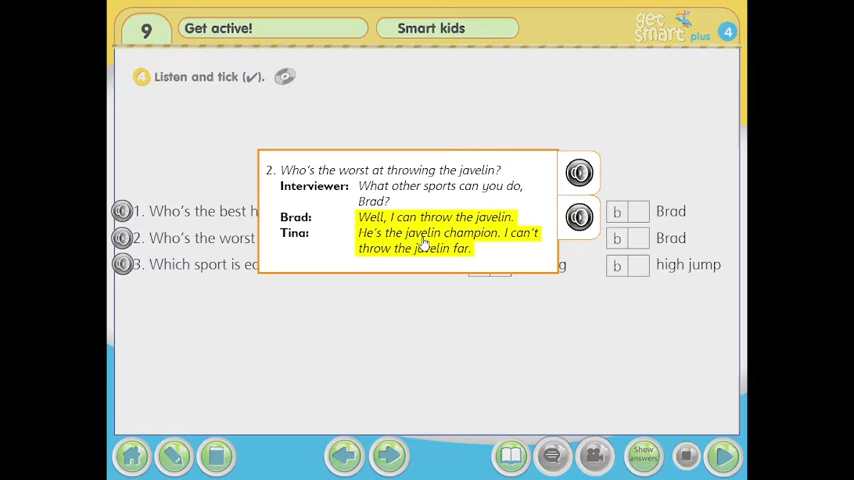 9
Get active!
Smart kids
get
smart plus 4
4 Listen and tick (✓).
2. Who's the worst at throwing the javelin?
Interviewer: What other sports can you do,
Brad?
Brad: Well, I can throw the javelin.
Tina: He's the javelin champion. I can't
throw the javelin far.
1. Who's the best h
b Brad
2. Who's the worst
b Brad
3. Which sport is
g
b high jump
Show
answers